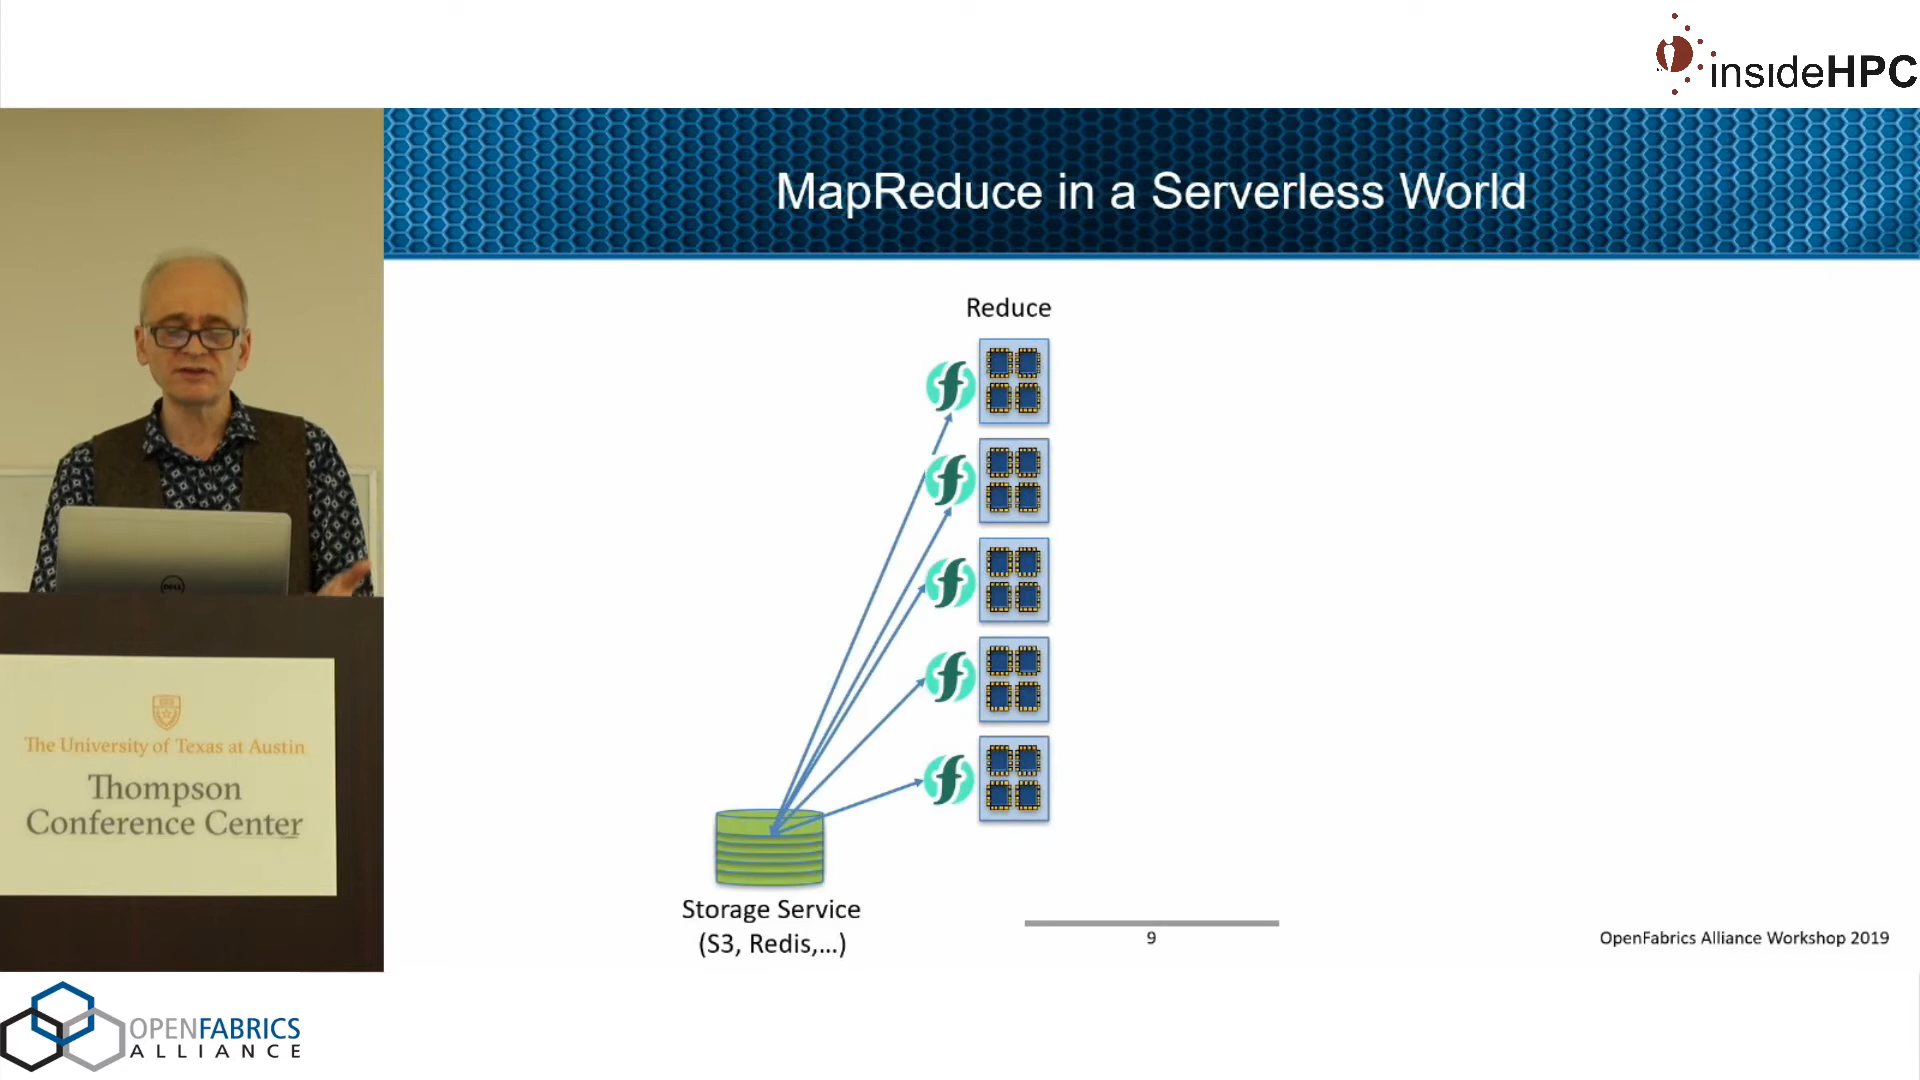 insideHPC
MapReduce in a Serverless World
Reduce
f
f
f
f
f
Storage Service
(S3, Redis,...)
9
OpenFabrics Alliance Workshop 2019
DELL
The University of Texas at Austin
Thompson
Conference Center
OPENFABRICS
ALLIANCE